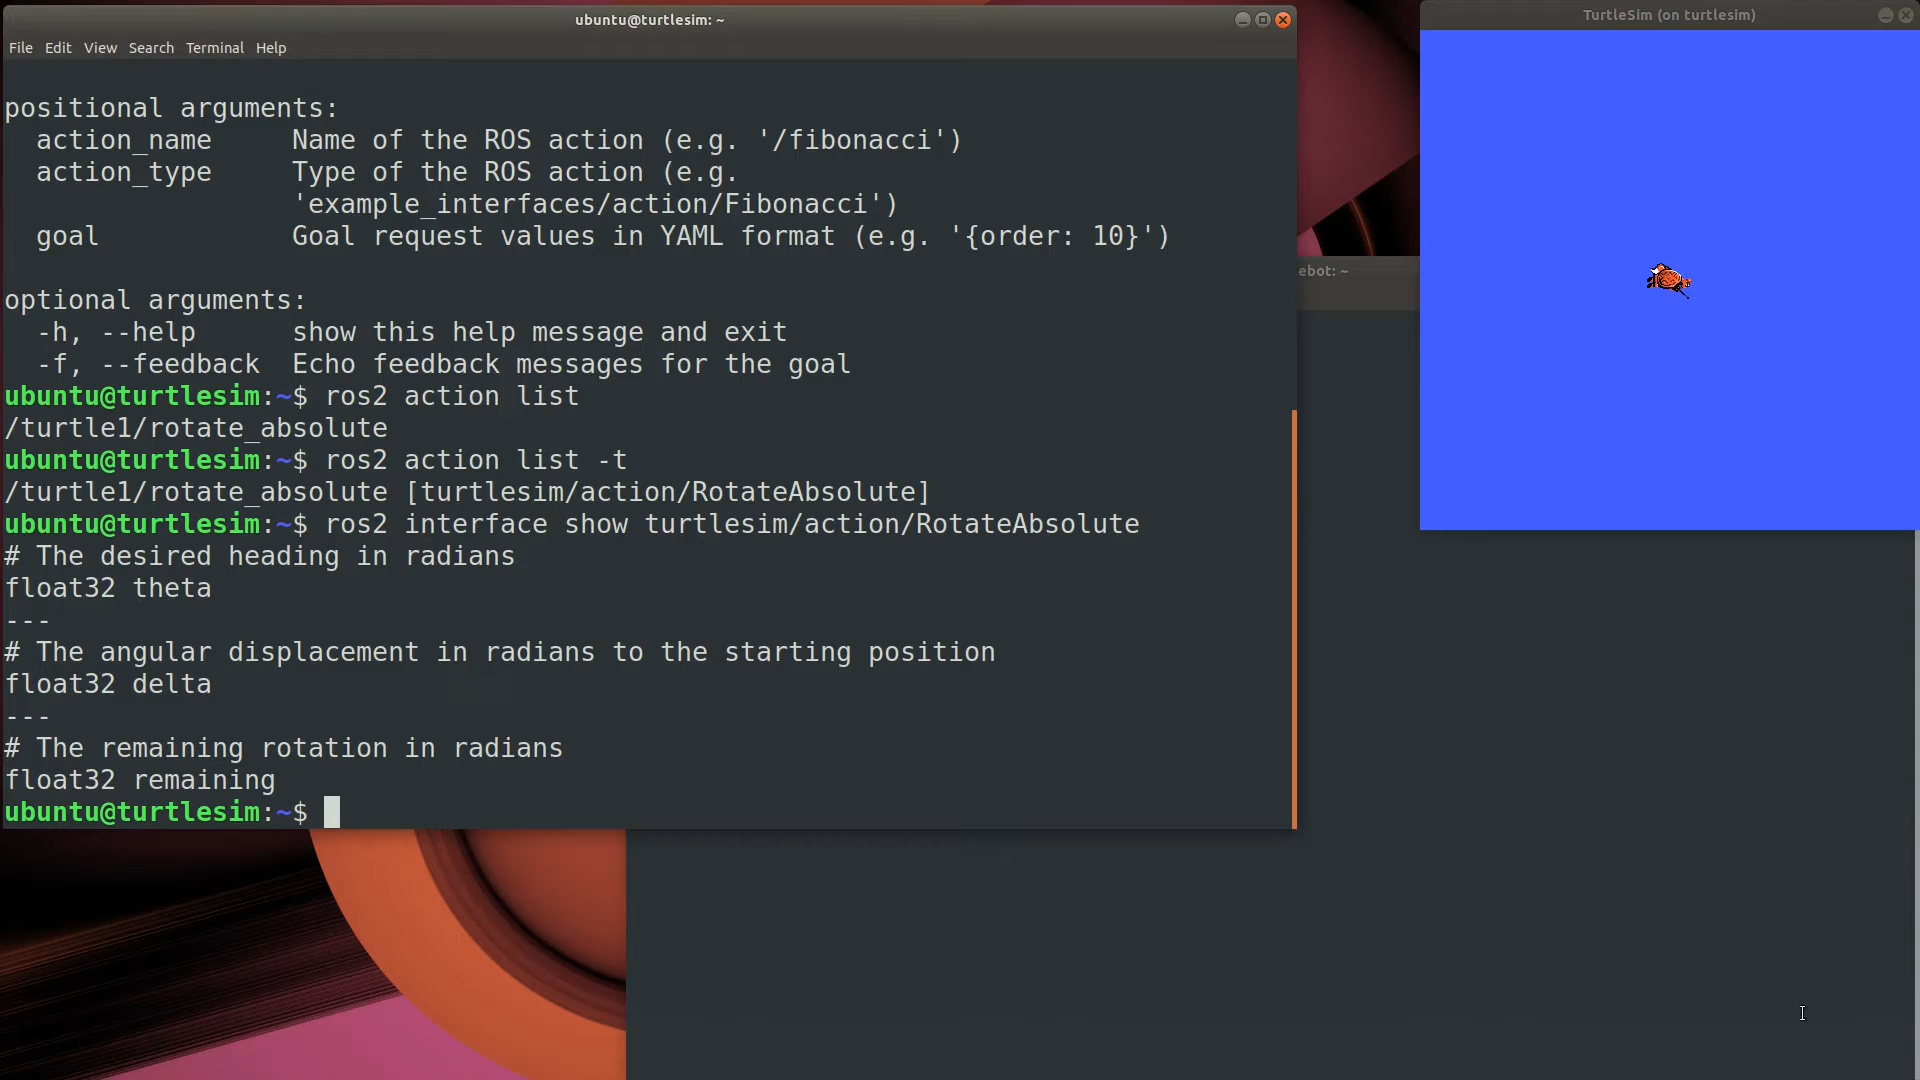 ubuntu@turtlesim: ~
File Edit View Search Terminal Help
positional arguments:
action_name Name of the ROS action (e.g. '/fibonacci')
action_type Type of the ROS action (e.g.
'example_interfaces/action/Fibonacci')
goal Goal request values in YAML format (e.g. '{order: 10}')
optional arguments:
-h, --help show this help message and exit
-f, --feedback Echo feedback messages for the goal
ubuntu@turtlesim:~$ ros2 action list
/turtle1/rotate_absolute
ubuntu@turtlesim:~$ ros2 action list -t
/turtle1/rotate_absolute [turtlesim/action/RotateAbsolute]
ubuntu@turtlesim:~$ ros2 interface show turtlesim/action/RotateAbsolute
# The desired heading in radians
float32 theta
---
# The angular displacement in radians to the starting position
float32 delta
---
# The remaining rotation in radians
float32 remaining
ubuntu@turtlesim:~$
TurtleSim (on turtlesim)
ebot: ~